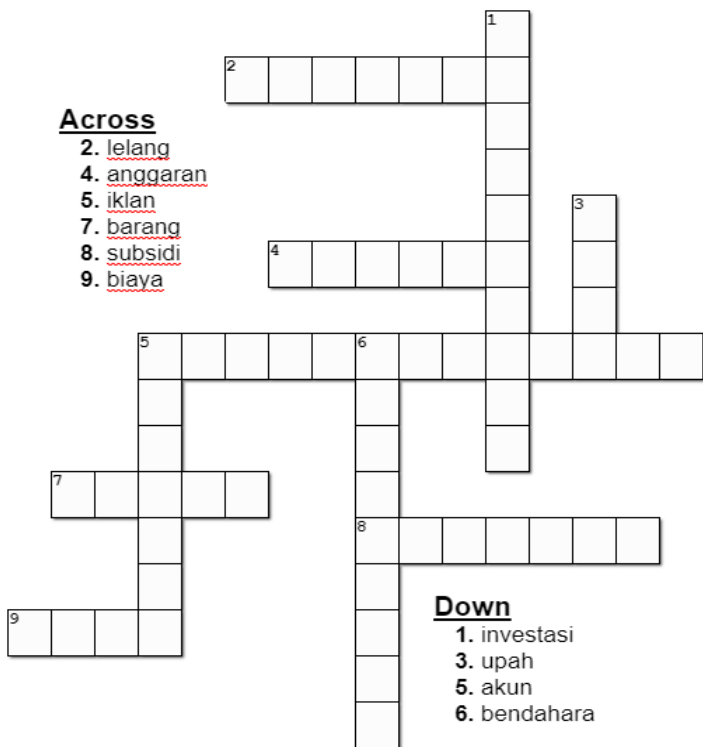 1
2
Across
2. lelang
4. anggaran
5. iklan
7. barang
8. subsidi
9. biaya
3
4
5
6
7
8
9
Down
1. investasi
3. upah
5. akun
6. bendahara